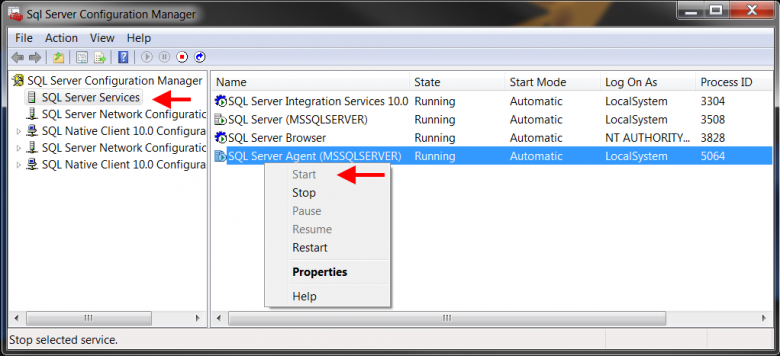 Sql Server Configuration Manager
File Action View Help
SQL Server Configuration Manager
SQL Server Services
SQL Server Network Configuratic
SQL Native Client 10.0 Configura
SQL Server Network Configuratic
SQL Native Client 10.0 Configura
Name State Start Mode Log On As Process ID
SQL Server Integration Services 10.0 Running Automatic LocalSystem 3304
SQL Server (MSSQLSERVER) Running Automatic LocalSystem 3508
SQL Server Browser Running Automatic NT AUTHORITY... 3828
SQL Server Agent (MSSQLSERVER) Running Automatic LocalSystem 5064
Start
Stop
Pause
Resume
Restart
Properties
Help
Stop selected service.